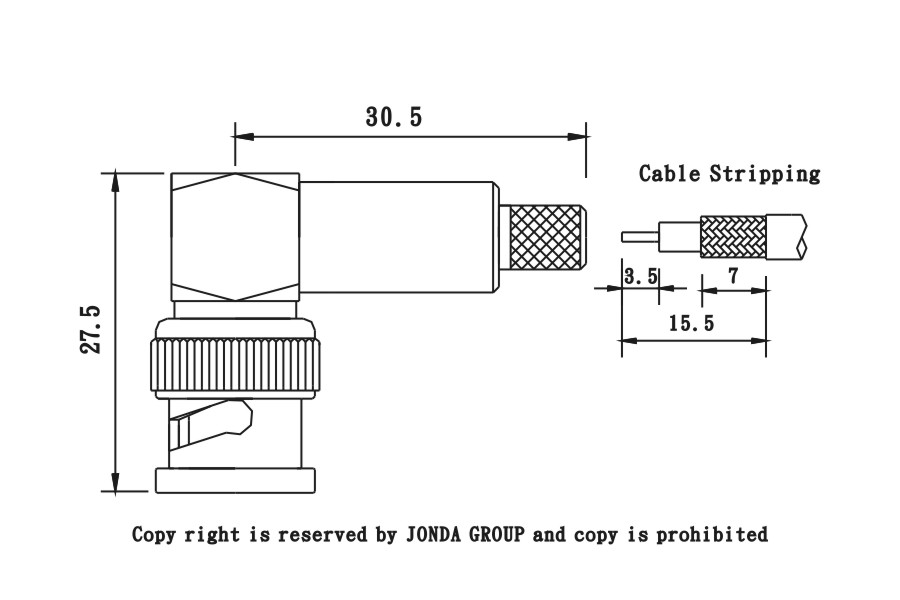 30.5
Cable Stripping
3.5
7
15.5
27.5
Copy right is reserved by JONDA GROUP and copy is prohibited